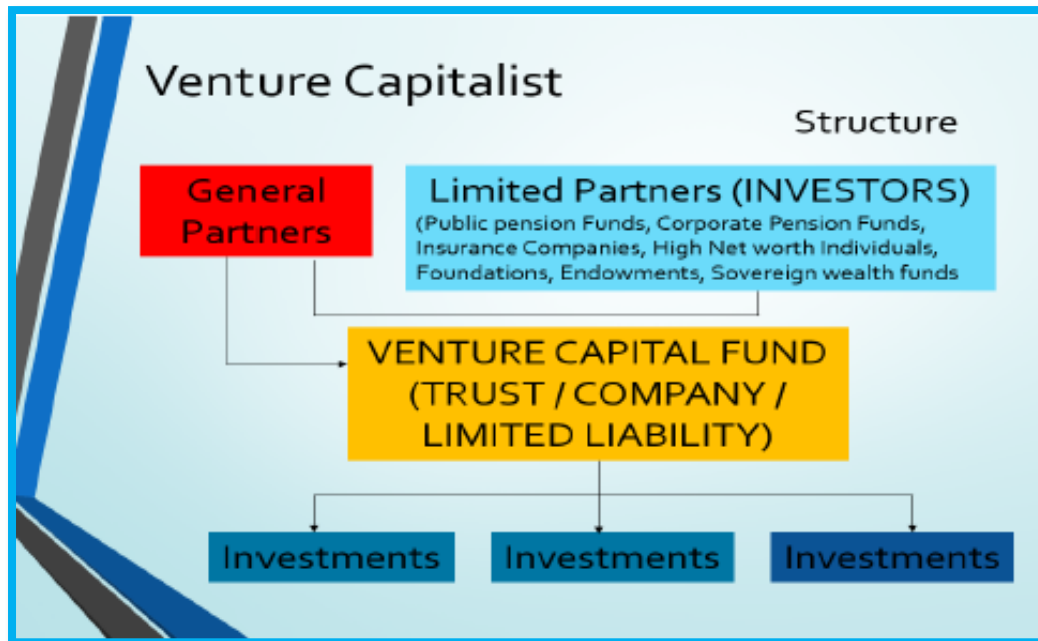 Venture Capitalist
Structure
General
Partners
Limited Partners (INVESTORS)
(Public pension Funds, Corporate Pension Funds,
Insurance Companies, High Net worth Individuals,
Foundations, Endowments, Sovereign wealth funds
VENTURE CAPITAL FUND
(TRUST / COMPANY /
LIMITED LIABILITY)
Investments
Investments
Investments